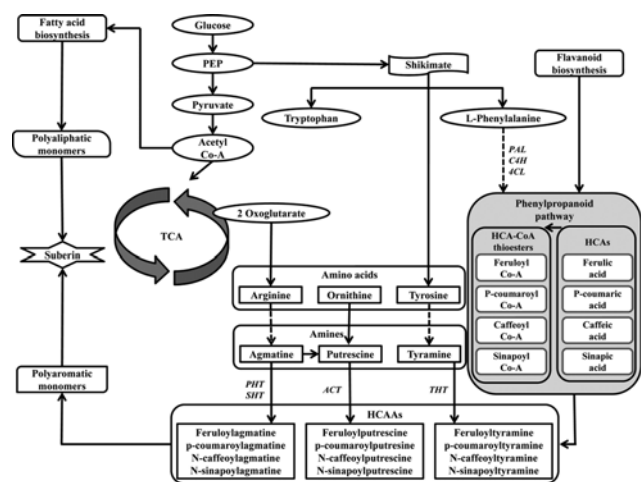 Fatty acid
biosynthesis
Glucose
PEP
Shikimate
Flavanoid
biosynthesis
Pyruvate
Tryptophan
L-Phenylalanine
Polyaliphatic
monomers
Acetyl
Co-A
PAL
C4H
4CL
Phenylpropanoid
pathway
2 Oxoglutarate
TCA
Suberin
HCA-CoA
thioesters
HCAs
Feruloyl
Co-A
Ferulic
acid
P-coumaroyl
Co-A
P-coumaric
acid
Caffeoyl
Co-A
Caffeic
acid
Sinapoyl
Co-A
Sinapic
acid
Amino acids
Arginine
Ornithine
Tyrosine
Amines
Agmatine
Putrescine
Tyramine
Polyaromatic
monomers
PHT
SHT
ACT
THT
HCAAs
Feruloylagmatine
p-coumaroylagmatine
N-caffeoylagmatine
N-sinapoylagmatine
Feruloylputrescine
p-coumaroylputresine
N-caffeoylputrescine
N-sinapoylputrescine
Feruloyltyramine
p-coumaroyltyramine
N-caffeoyltyramine
N-sinapoyltyramine